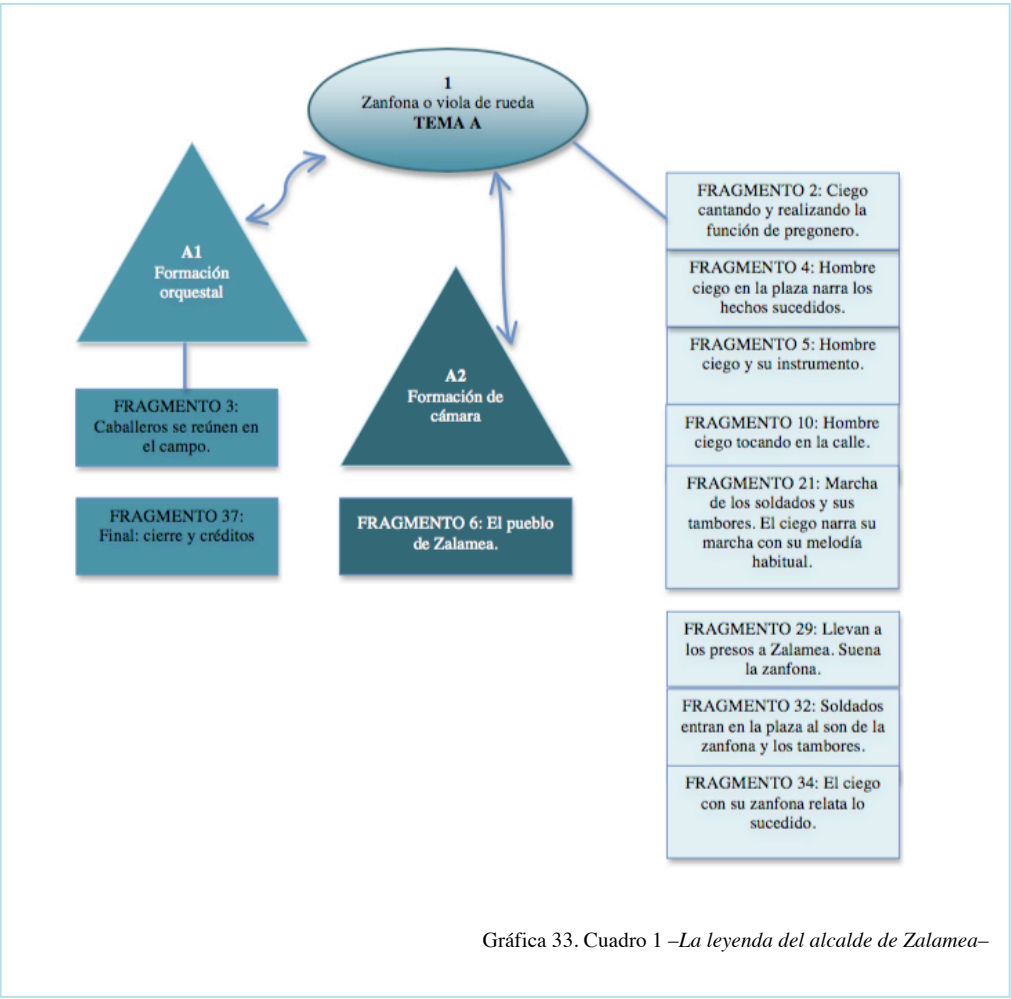 1
Zanfona o viola de rueda
TEMA A
A1
Formación
orquestal
FRAGMENTO 3:
Caballeros se reúnen en
el campo.
FRAGMENTO 37:
Final: cierre y créditos
A2
Formación de
cámara
FRAGMENTO 6: El pueblo
de Zalamea.
FRAGMENTO 2: Ciego
cantando y realizando la
función de pregonero.
FRAGMENTO 4: Hombre
ciego en la plaza narra los
hechos sucedidos.
FRAGMENTO 5: Hombre
ciego y su instrumento.
FRAGMENTO 10: Hombre
ciego tocando en la calle.
FRAGMENTO 21: Marcha
de los soldados y sus
tambores. El ciego narra su
marcha con su melodía
habitual.
FRAGMENTO 29: Llevan a
los presos a Zalamea. Suena
la zanfona.
FRAGMENTO 32: Soldados
entran en la plaza al son de la
zanfona y los tambores.
FRAGMENTO 34: El ciego
con su zanfona relata lo
sucedido.
Gráfica 33. Cuadro 1 –La leyenda del alcalde de Zalamea–